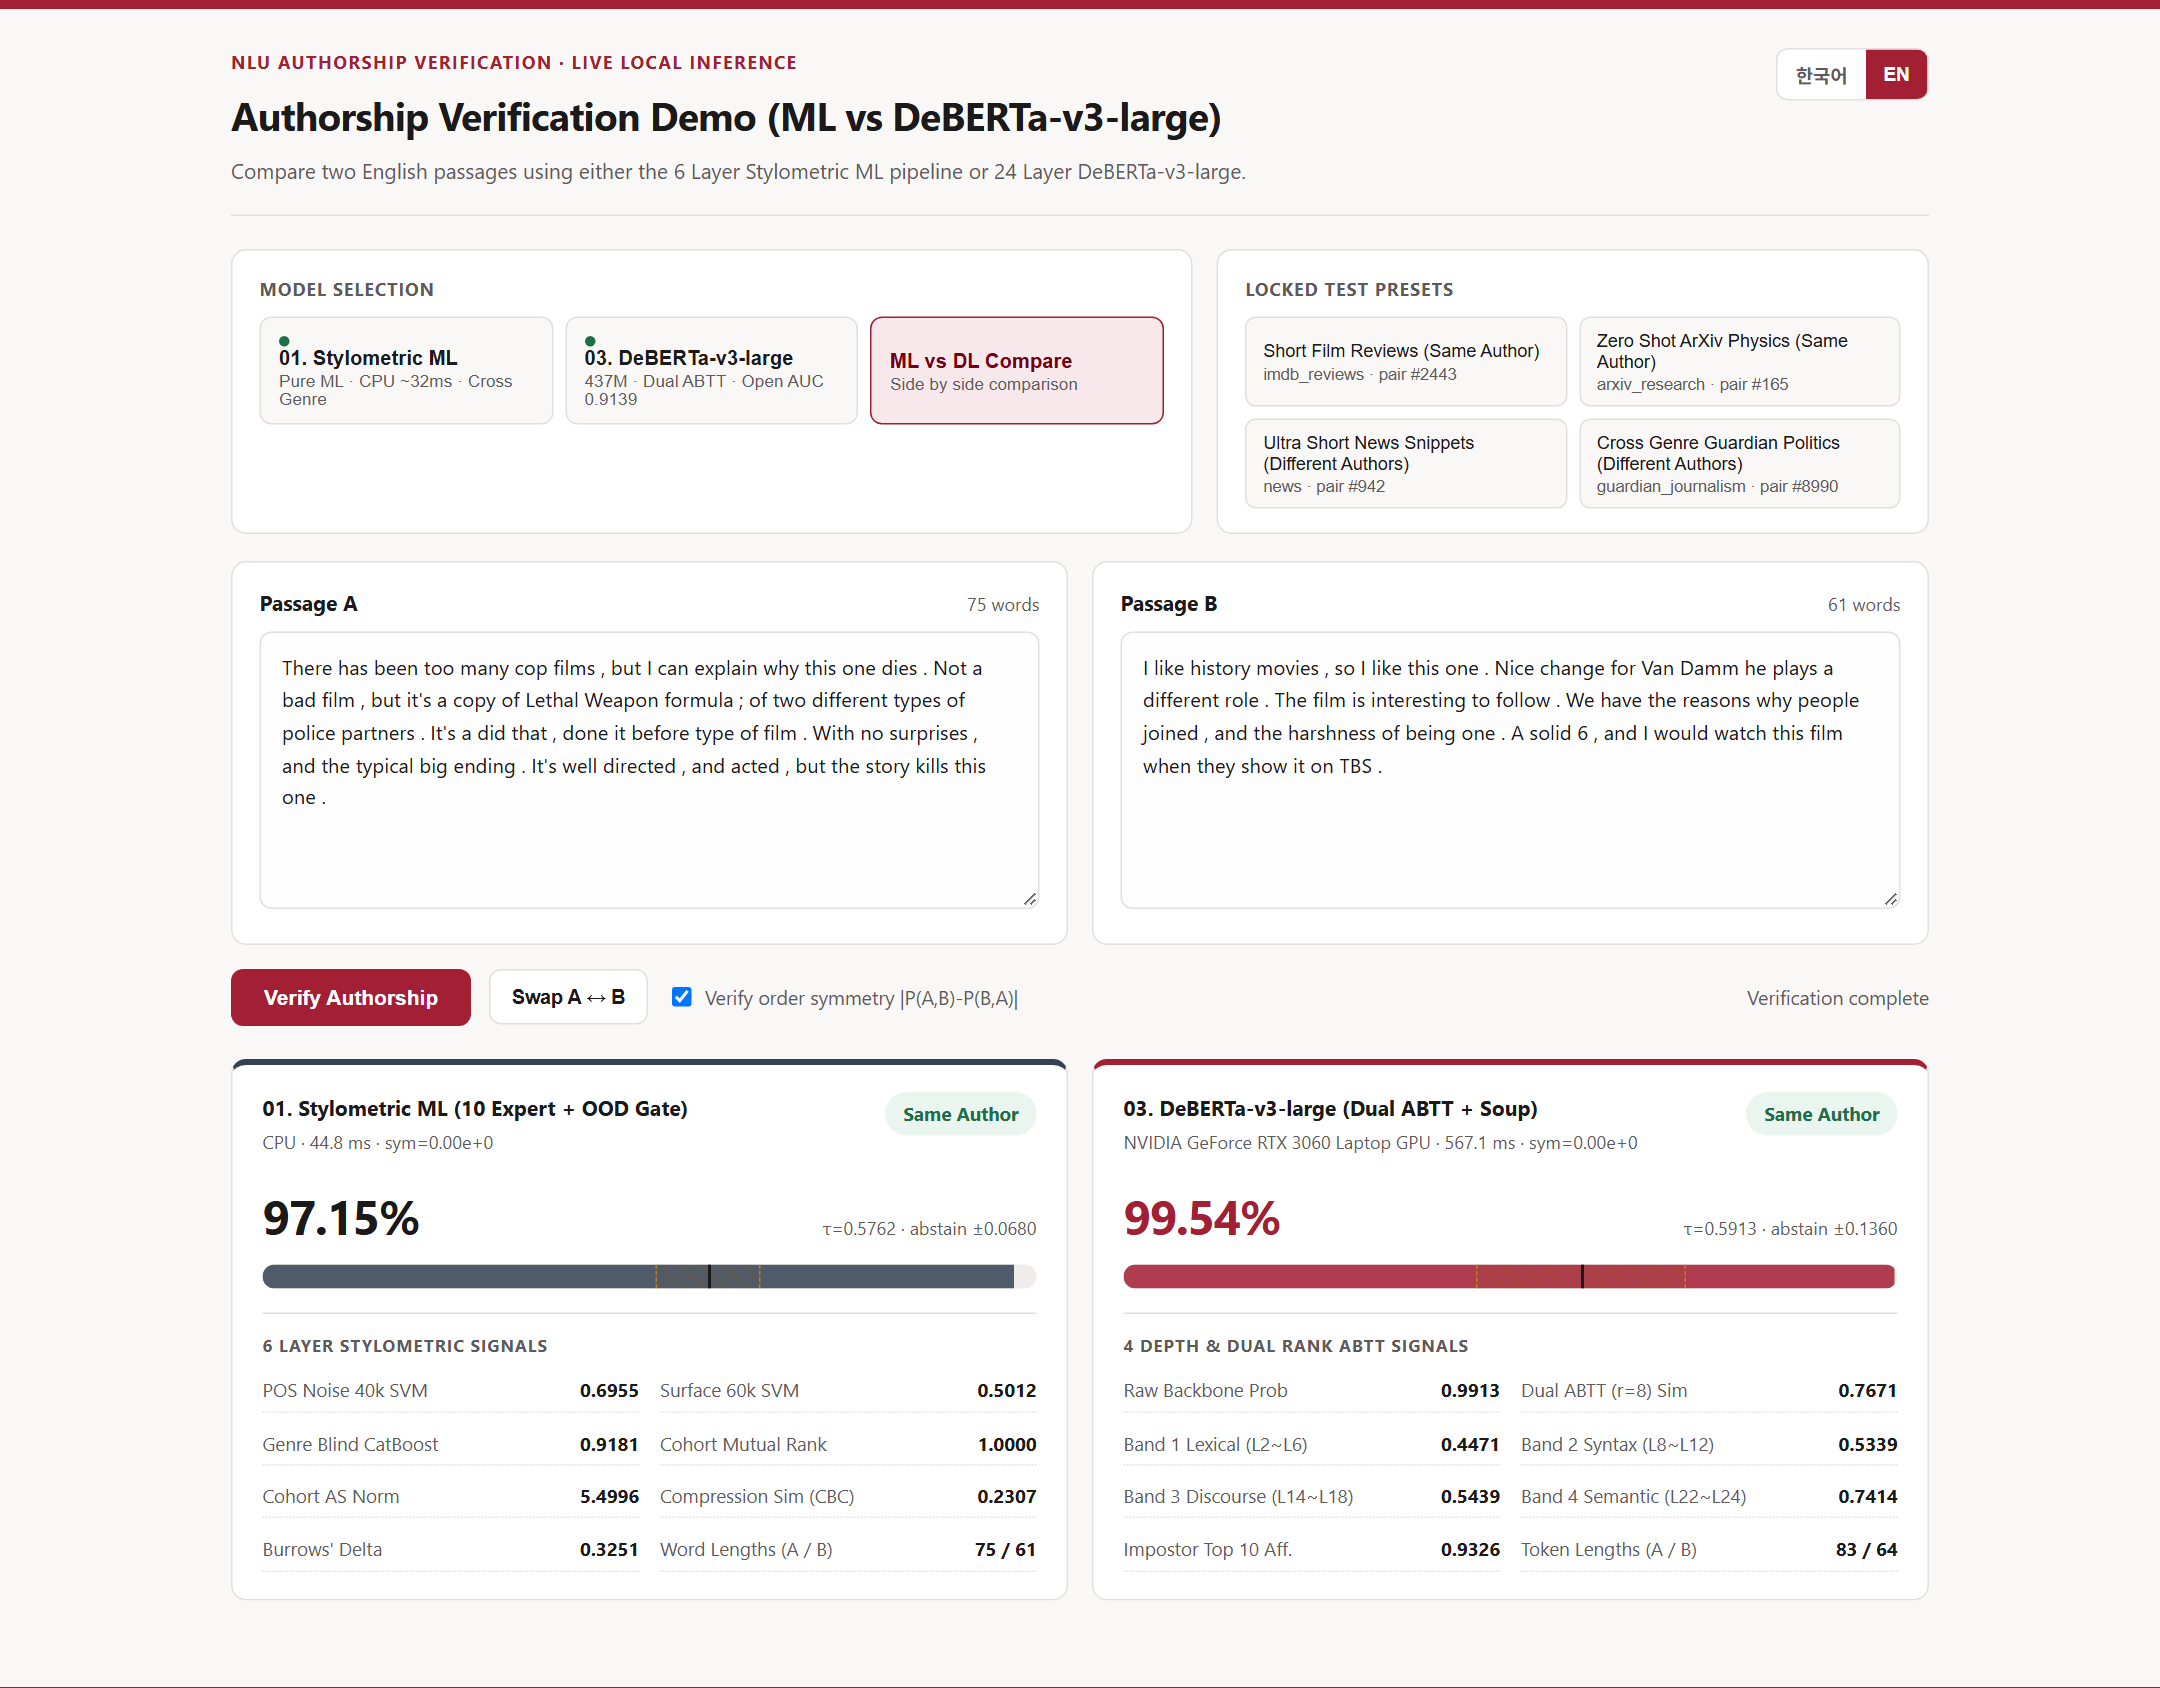 NLU AUTHORSHIP VERIFICATION · LIVE LOCAL INFERENCE
한국어
EN
Authorship Verification Demo (ML vs DeBERTa-v3-large)
Compare two English passages using either the 6 Layer Stylometric ML pipeline or 24 Layer DeBERTa-v3-large.
MODEL SELECTION
01. Stylometric ML
Pure ML · CPU ~32ms · Cross
Genre
03. DeBERTa-v3-large
437M · Dual ABTT · Open AUC
0.9139
ML vs DL Compare
Side by side comparison
LOCKED TEST PRESETS
Short Film Reviews (Same Author)
imdb_reviews · pair #2443
Zero Shot ArXiv Physics (Same
Author)
arxiv_research · pair #165
Ultra Short News Snippets
(Different Authors)
news · pair #942
Cross Genre Guardian Politics
(Different Authors)
guardian_journalism · pair #8990
Passage A
75 words
There has been too many cop films , but I can explain why this one dies . Not a
bad film , but it's a copy of Lethal Weapon formula ; of two different types of
police partners . It's a did that , done it before type of film . With no surprises ,
and the typical big ending . It's well directed , and acted , but the story kills this
one .
Passage B
61 words
I like history movies , so I like this one . Nice change for Van Damm he plays a
different role . The film is interesting to follow . We have the reasons why people
joined , and the harshness of being one . A solid 6 , and I would watch this film
when they show it on TBS .
Verify Authorship
Swap A ↔ B
Verify order symmetry |P(A,B)-P(B,A)|
Verification complete
01. Stylometric ML (10 Expert + OOD Gate)
Same Author
CPU · 44.8 ms · sym=0.00e+0
97.15%
τ=0.5762 · abstain ±0.0680
6 LAYER STYLOMETRIC SIGNALS
POS Noise 40k SVM 0.6955 Surface 60k SVM 0.5012
Genre Blind CatBoost 0.9181 Cohort Mutual Rank 1.0000
Cohort AS Norm 5.4996 Compression Sim (CBC) 0.2307
Burrows' Delta 0.3251 Word Lengths (A / B) 75 / 61
03. DeBERTa-v3-large (Dual ABTT + Soup)
Same Author
NVIDIA GeForce RTX 3060 Laptop GPU · 567.1 ms · sym=0.00e+0
99.54%
τ=0.5913 · abstain ±0.1360
4 DEPTH & DUAL RANK ABTT SIGNALS
Raw Backbone Prob 0.9913 Dual ABTT (r=8) Sim 0.7671
Band 1 Lexical (L2~L6) 0.4471 Band 2 Syntax (L8~L12) 0.5339
Band 3 Discourse (L14~L18) 0.5439 Band 4 Semantic (L22~L24) 0.7414
Impostor Top 10 Aff. 0.9326 Token Lengths (A / B) 83 / 64